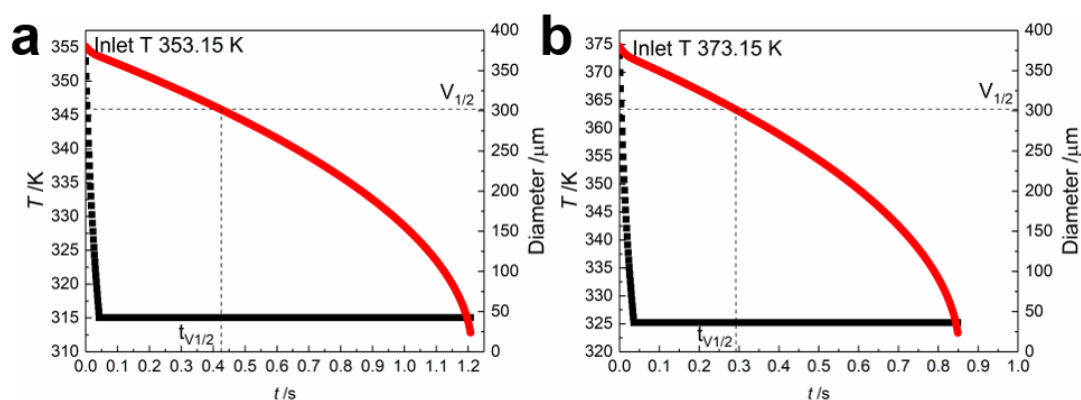 a
Inlet T 353.15 K
V1/2
tV1/2
355
350
345
340
335
330
325
320
315
310
T /K
400
350
300
250
200
150
100
50
0
Diameter /μm
0.0 0.1 0.2 0.3 0.4 0.5 0.6 0.7 0.8 0.9 1.0 1.1 1.2
t /s
b
Inlet T 373.15 K
V1/2
tV1/2
375
370
365
360
355
350
345
340
335
330
325
320
T /K
400
350
300
250
200
150
100
50
0
Diameter /μm
0.0 0.1 0.2 0.3 0.4 0.5 0.6 0.7 0.8 0.9 1.0
t /s